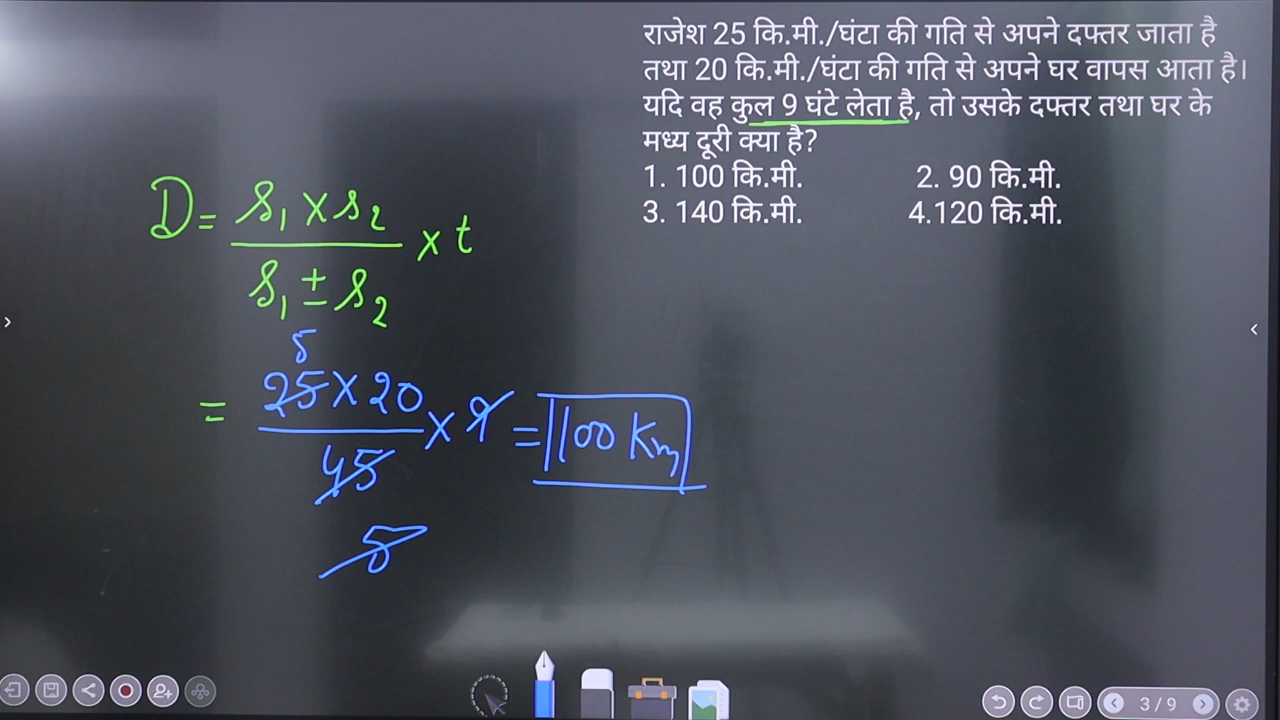 राजेश 25 कि.मी./घंटा की गति से अपने दफ्तर जाता है
तथा 20 कि.मी./घंटा की गति से अपने घर वापस आता है।
यदि वह कुल 9 घंटे लेता है, तो उसके दफ्तर तथा घर के
मध्य दूरी क्या है?
1. 100 कि.मी. 2. 90 कि.मी.
3. 140 कि.मी. 4.120 कि.मी.
D = s₁ × s₂ / s₁ ± s₂ × t
5
= 25 × 20 / 45 × 9 = 100 Km
5
3 / 9